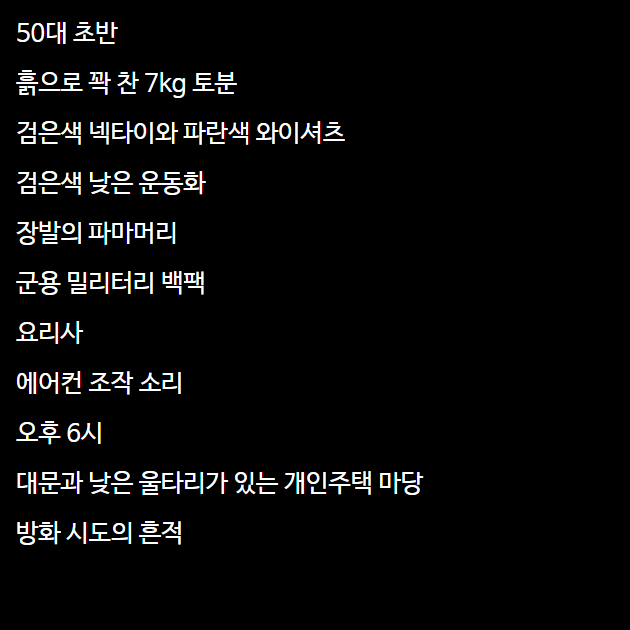 50대 초반
흙으로 꽉 찬 7kg 토분
검은색 넥타이와 파란색 와이셔츠
검은색 낮은 운동화
장발의 파마머리
군용 밀리터리 백팩
요리사
에어컨 조작 소리
오후 6시
대문과 낮은 울타리가 있는 개인주택 마당
방화 시도의 흔적